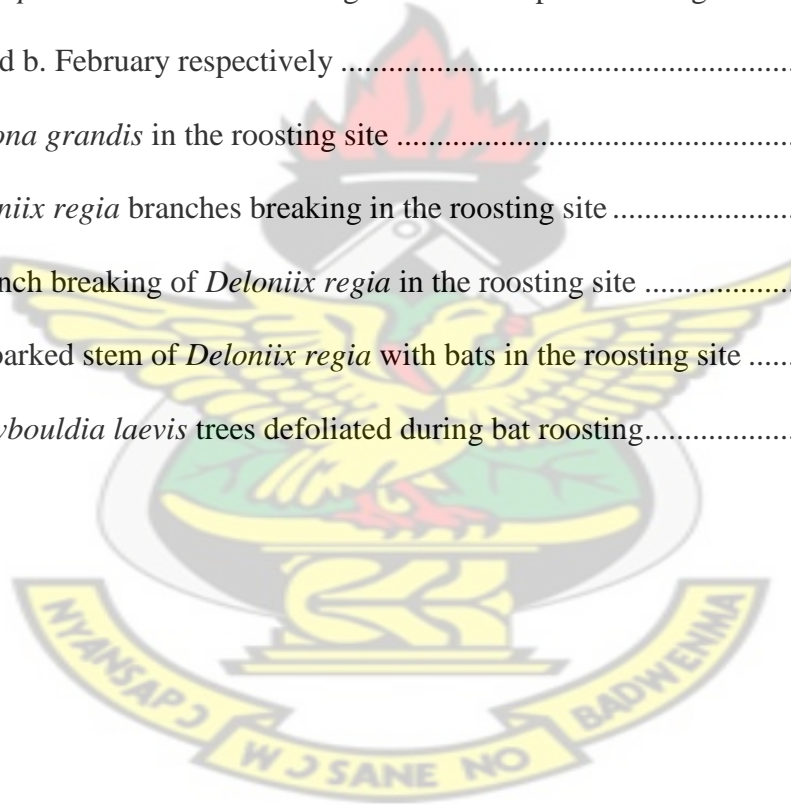 d b. February respectively ........................................................
ona grandis in the roosting site ..................................................
niix regia branches breaking in the roosting site .......................
nch breaking of Deloniix regia in the roosting site ...................
barked stem of Deloniix regia with bats in the roosting site ......
wbouldia laevis trees defoliated during bat roosting...................
NYANSAPƆ WƆSANE NO BADWENMA